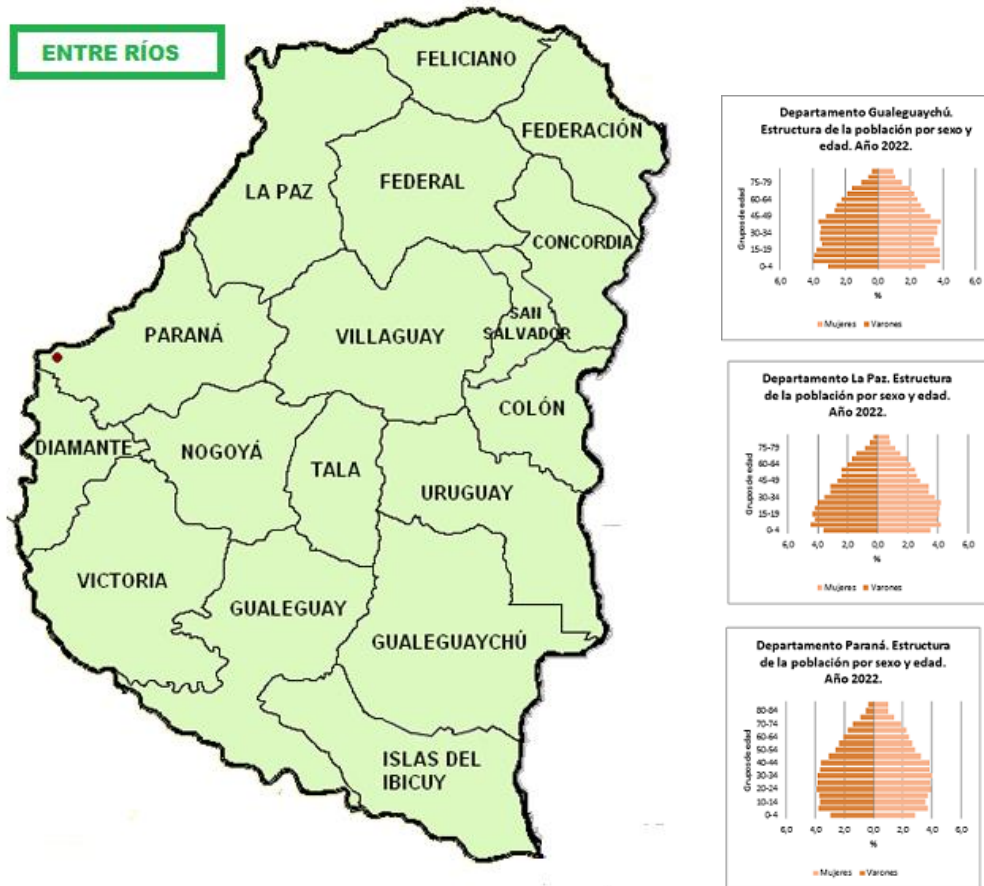 ENTRE RÍOS
FELICIANO
FEDERACIÓN
LA PAZ
FEDERAL
CONCORDIA
SAN
SALVADOR
PARANÁ
VILLAGUAY
COLÓN
DIAMANTE
NOGOYÁ
TALA
URUGUAY
VICTORIA
GUALEGUAY
GUALEGUAYCHÚ
ISLAS DEL
IBICUY
Departamento Gualeguaychú.
Estructura de la población por sexo y
edad. Año 2022.
Grupos de edad
75-79
60-64
45-49
30-34
15-19
0-4
6,0 4,0 2,0 0,0 2,0 4,0 6,0
%
Mujeres Varones
Departamento La Paz. Estructura
de la población por sexo y edad.
Año 2022.
Grupos de edad
75-79
60-64
45-49
30-34
15-19
0-4
6,0 4,0 2,0 0,0 2,0 4,0 6,0
%
Mujeres Varones
Departamento Paraná. Estructura
de la población por sexo y edad.
Año 2022.
Grupos de edad
80-84
70-74
60-64
50-54
40-44
30-34
20-24
10-14
0-4
6,0 4,0 2,0 0,0 2,0 4,0 6,0
%
Mujeres Varones